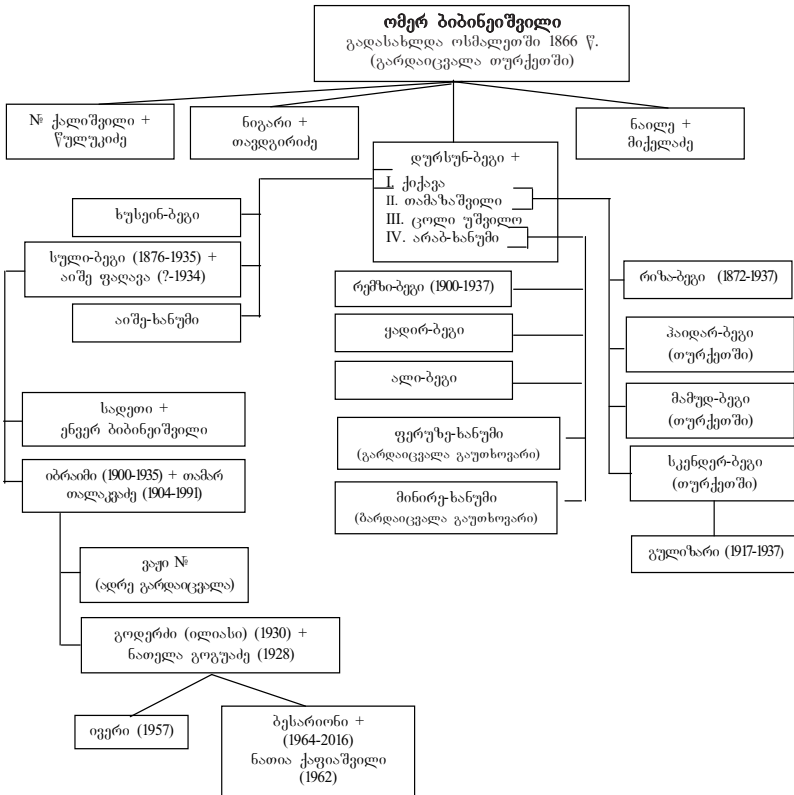 ომერ ბიბინეიშვილი
გადასახლდა ოსმალეთში 1866 წ.
(გარდაიცვალა თურქეთში)
№ ქალიშვილი +
წულუკიძე
ნიგარი +
თავდგირიძე
ნაილე +
მიქელაძე
დურსუნ-ბეგი +
I. ქიქავა
II. თამაზაშვილი
III. ცოლი უშვილო
IV. არაბ-ხანუმი
ხუსეინ-ბეგი
სული-ბეგი (1876-1935) +
აიშე ფაღავა (?-1934)
აიშე-ხანუმი
რემზი-ბეგი (1900-1937)
ყადირ-ბეგი
ალი-ბეგი
ფერუზე-ხანუმი
(გარდაიცვალა გაუთხოვარი)
მინირე-ხანუმი
(ბარდაიცვალა გაუთხოვარი)
რიზა-ბეგი (1872-1937)
ჰაიდარ-ბეგი
(თურქეთში)
მამუდ-ბეგი
(თურქეთში)
სკენდერ-ბეგი
(თურქეთში)
გულიზარი (1917-1937)
სადეთი +
ენვერ ბიბინეიშვილი
იბრაიმი (1900-1935) + თამარ
თალაკვაძე (1904-1991)
ვაჟი №
(ადრე გარდაიცვალა)
გოდერძი (ილიასი) (1930) +
ნათელა გოგუაძე (1928)
ივერი (1957)
ბესარიონი +
(1964-2016)
ნათია ქაფიაშვილი
(1962)